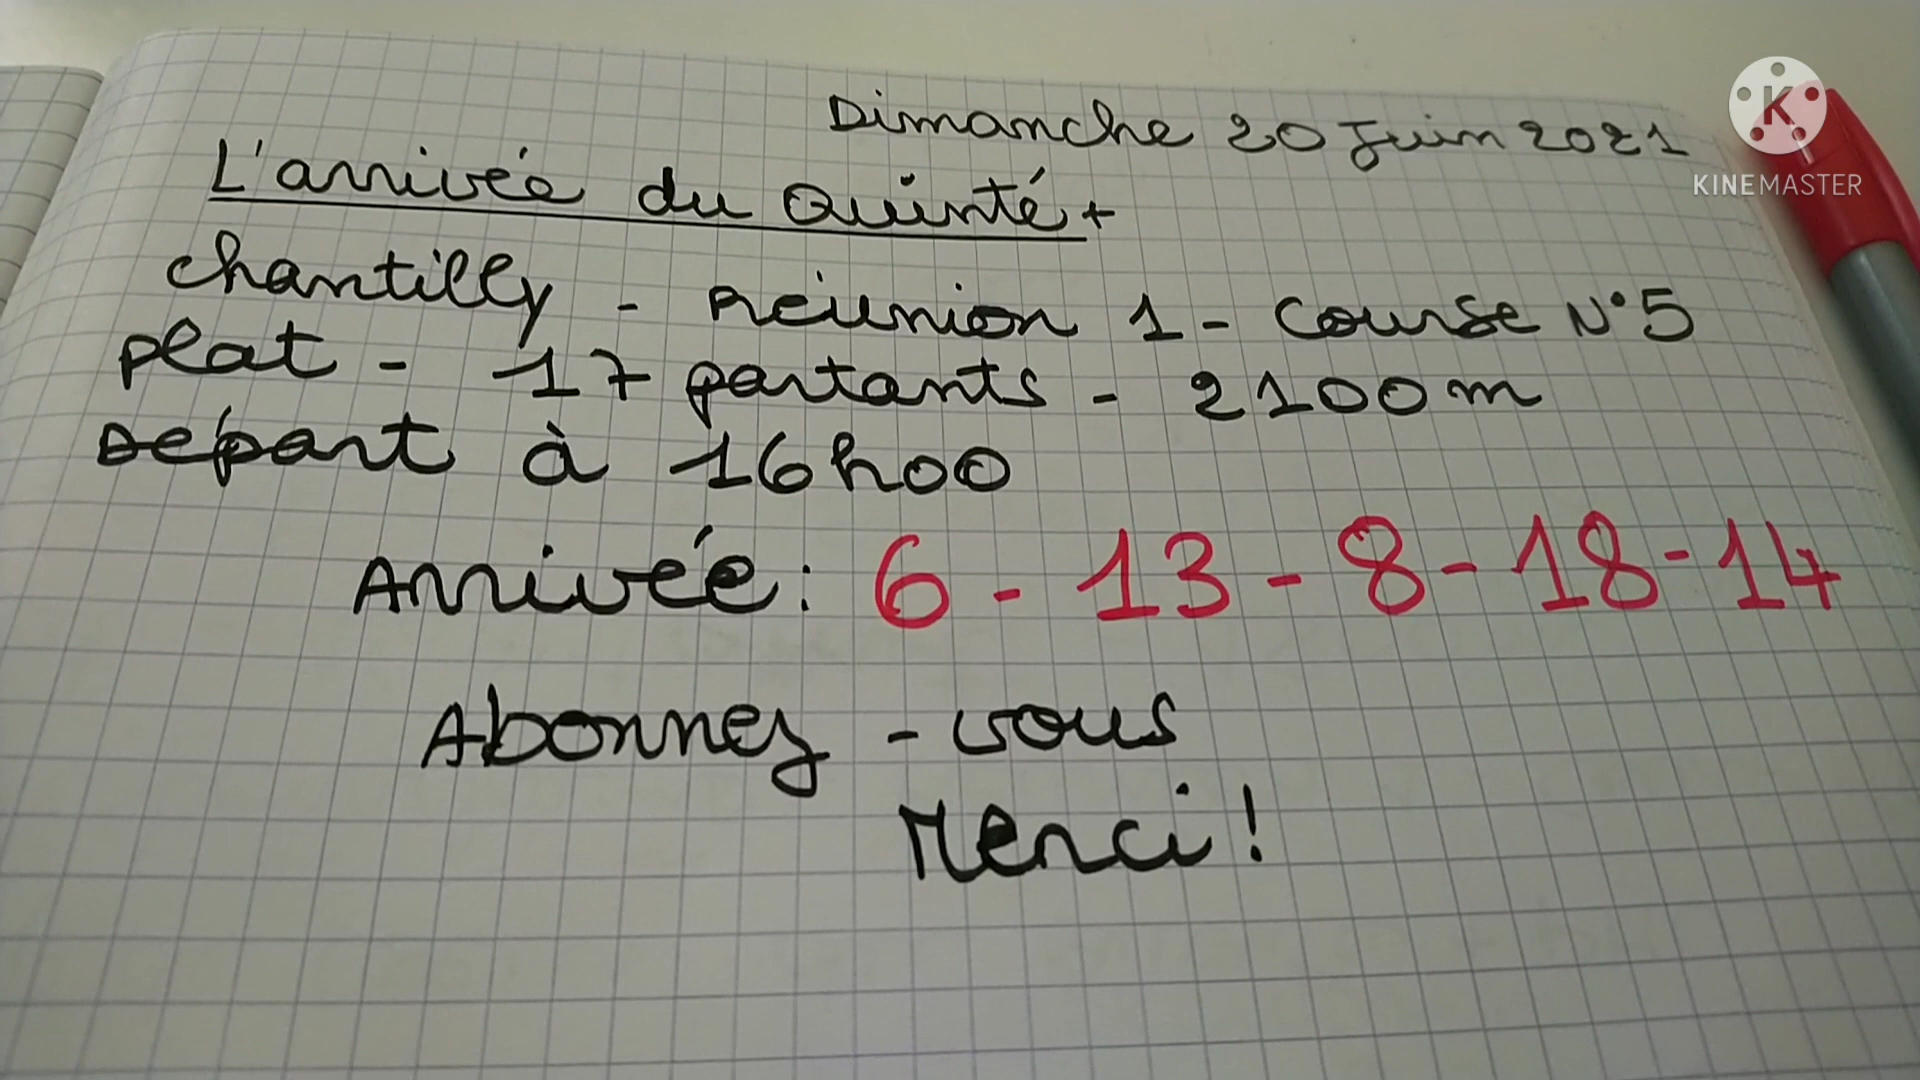 Dimanche 20 Juin 2021
L'arrivée du Quinté+
chantilly - Réunion 1 - Course N°5
plat - 17 partants - 2100m
Départ à 16h00
Arrivée: 6 - 13 - 8 - 18 - 14
Abonnez - vous
Merci!
K
KINEMASTER